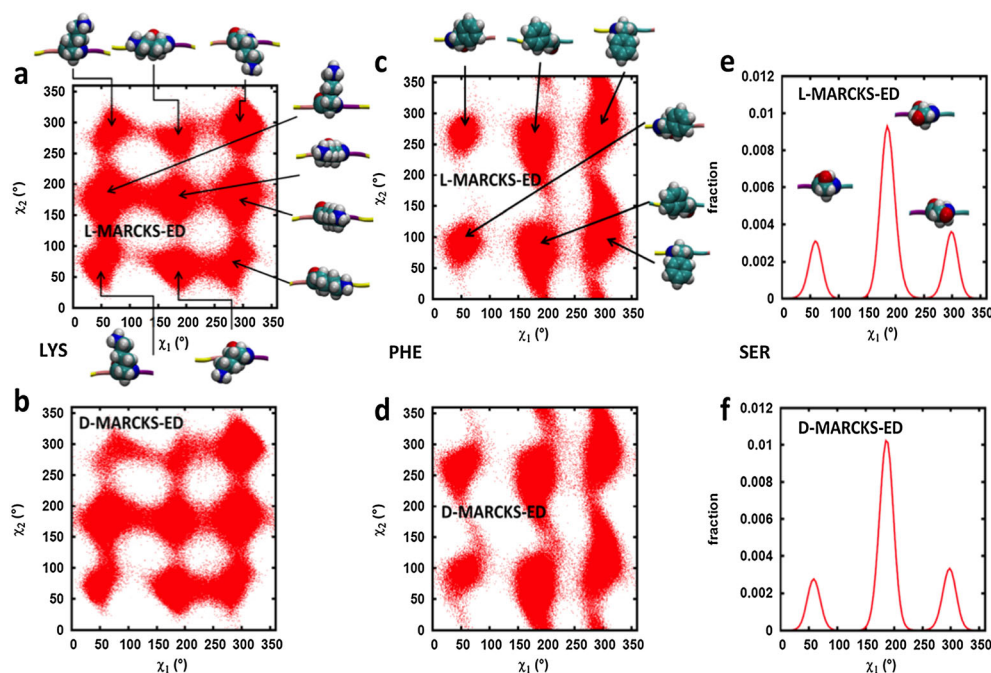 a
350
300
250
200
150
100
50
0
χ2 (°)
L-MARCKS-ED
0 50 100 150 200 250 300 350
χ1 (°)
LYS
c
350
300
250
200
150
100
50
0
χ2 (°)
L-MARCKS-ED
0 50 100 150 200 250 300 350
χ1 (°)
PHE
e
0.012
0.01
0.008
0.006
0.004
0.002
0
fraction
L-MARCKS-ED
0 50 100 150 200 250 300 350
χ1 (°)
SER
b
350
300
250
200
150
100
50
0
χ2 (°)
D-MARCKS-ED
0 50 100 150 200 250 300 350
χ1 (°)
d
350
300
250
200
150
100
50
0
χ2 (°)
D-MARCKS-ED
0 50 100 150 200 250 300 350
χ1 (°)
f
0.012
0.01
0.008
0.006
0.004
0.002
0
fraction
D-MARCKS-ED
0 50 100 150 200 250 300 350
χ1 (°)